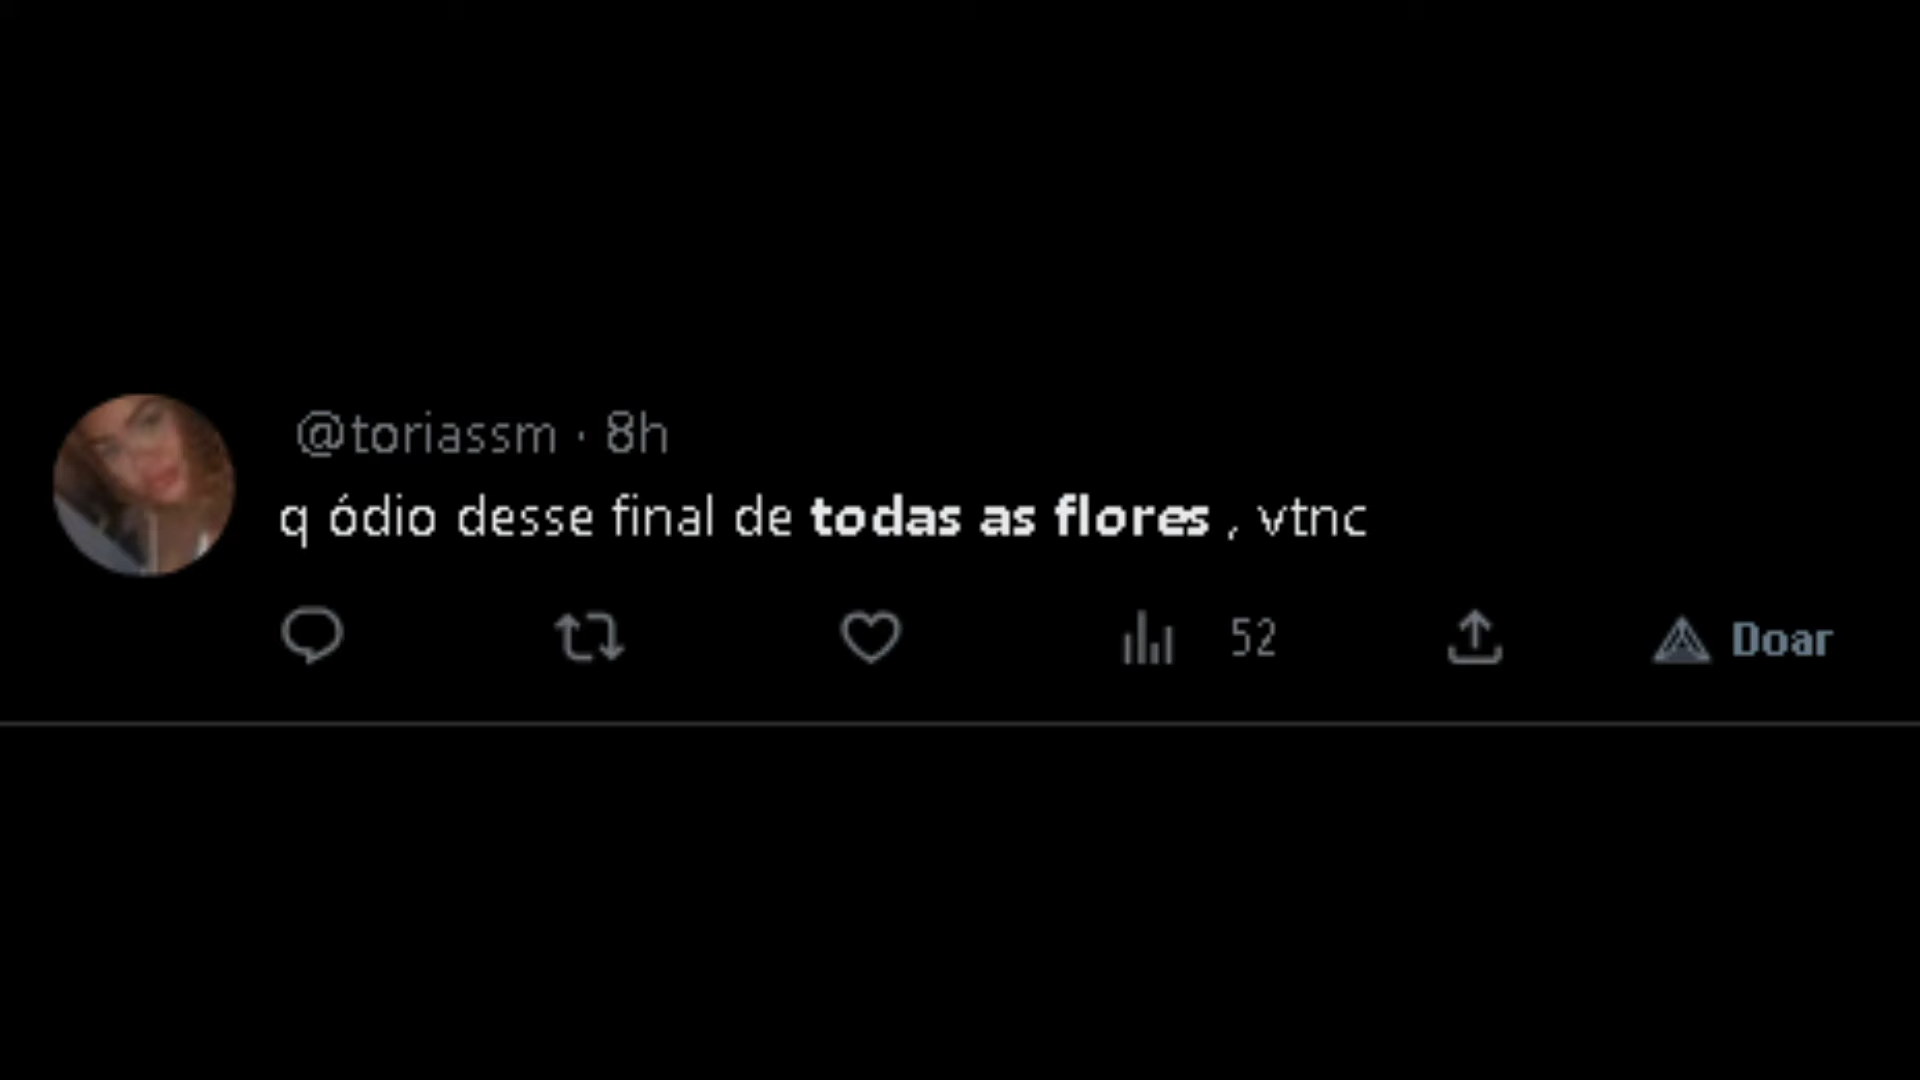 @toriassm · 8h
q ódio desse final de todas as flores , vtnc
52
Doar